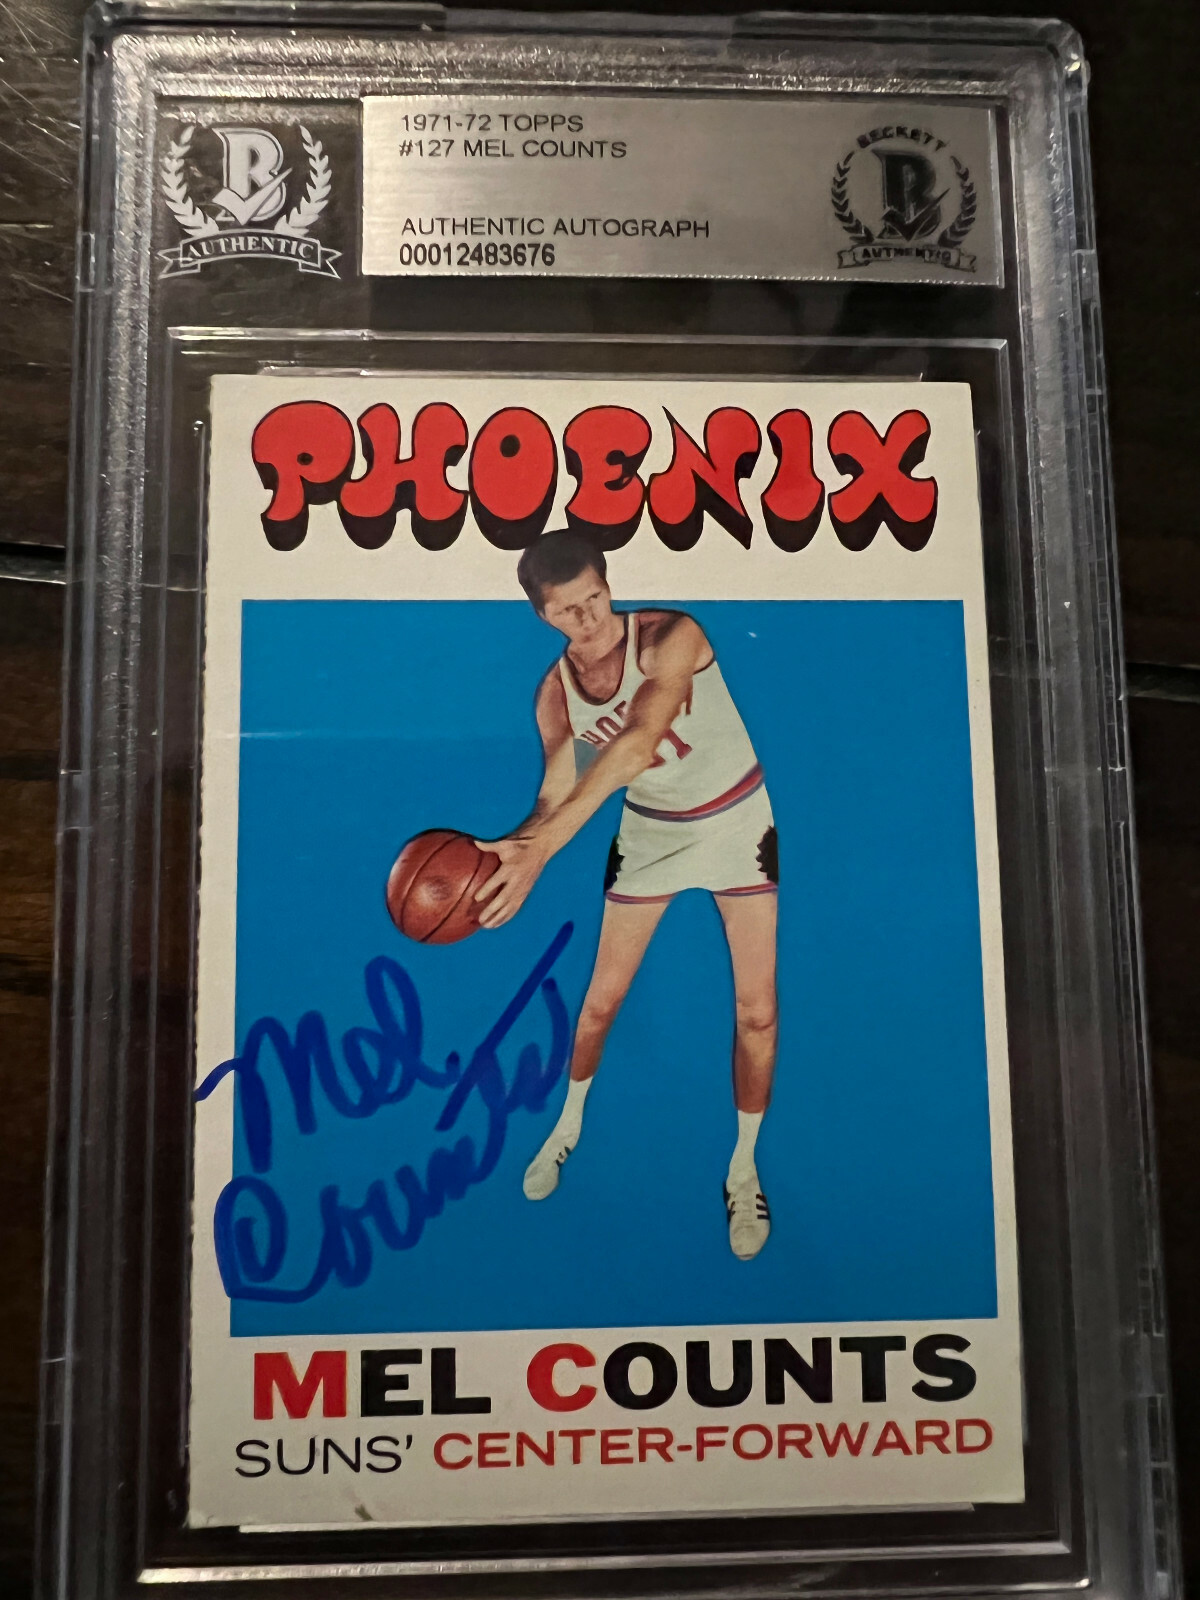 1971-72 TOPPS
#127 MEL COUNTS
AUTHENTIC AUTOGRAPH
00012483676
B
AUTHENTIC
BECKETT
B
AUTHENTIC
PHOENIX
Mel
Counts
MEL COUNTS
SUNS' CENTER-FORWARD